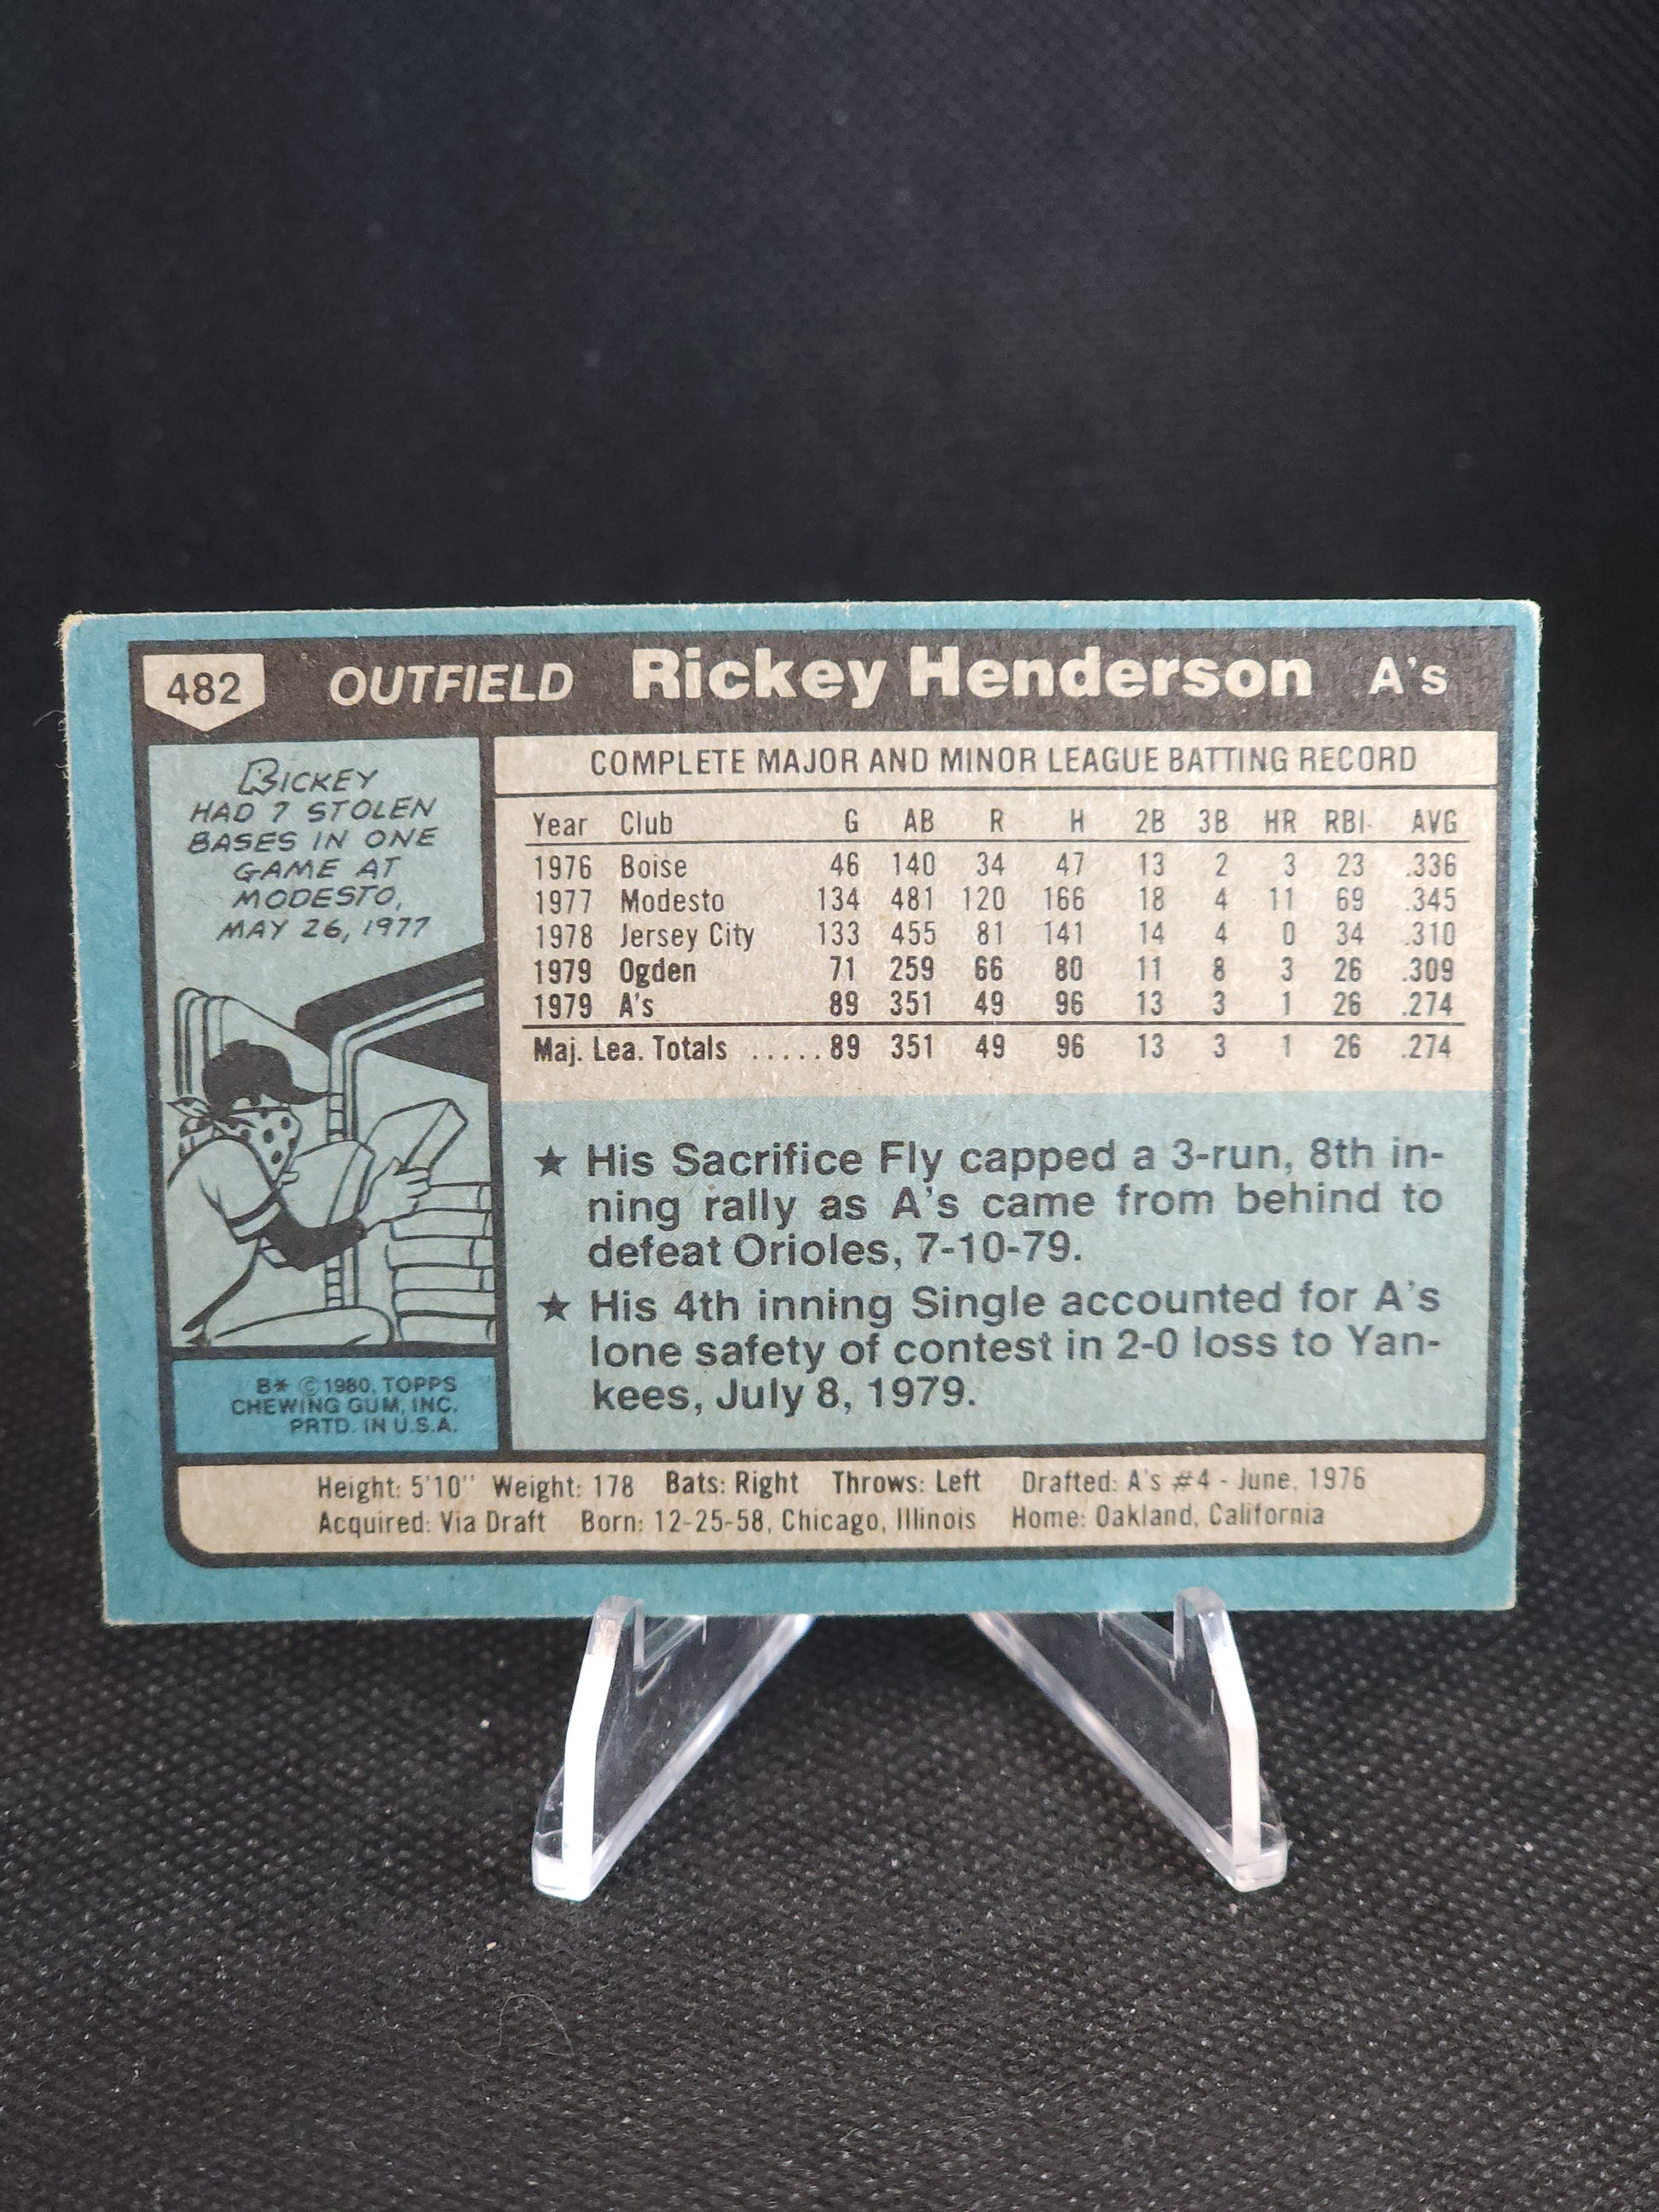 482 OUTFIELD Rickey Henderson A's
RICKEY
HAD 7 STOLEN
BASES IN ONE
GAME AT
MODESTO,
MAY 26, 1977
COMPLETE MAJOR AND MINOR LEAGUE BATTING RECORD
Year Club G AB R H 2B 3B HR RBI AVG
1976 Boise 46 140 34 47 13 2 3 23 .336
1977 Modesto 134 481 120 166 18 4 11 69 .345
1978 Jersey City 133 455 81 141 14 4 0 34 .310
1979 Ogden 71 259 66 80 11 8 3 26 .309
1979 A's 89 351 49 96 13 3 1 26 .274
Maj. Lea. Totals .....89 351 49 96 13 3 1 26 .274
★ His Sacrifice Fly capped a 3-run, 8th in-
ning rally as A's came from behind to
defeat Orioles, 7-10-79.
★ His 4th inning Single accounted for A's
lone safety of contest in 2-0 loss to Yan-
kees, July 8, 1979.
B* © 1980. TOPPS
CHEWING GUM, INC.
PRTD. IN U.S.A.
Height: 5'10" Weight: 178 Bats: Right Throws: Left Drafted: A's #4 - June, 1976
Acquired: Via Draft Born: 12-25-58, Chicago, Illinois Home: Oakland, California